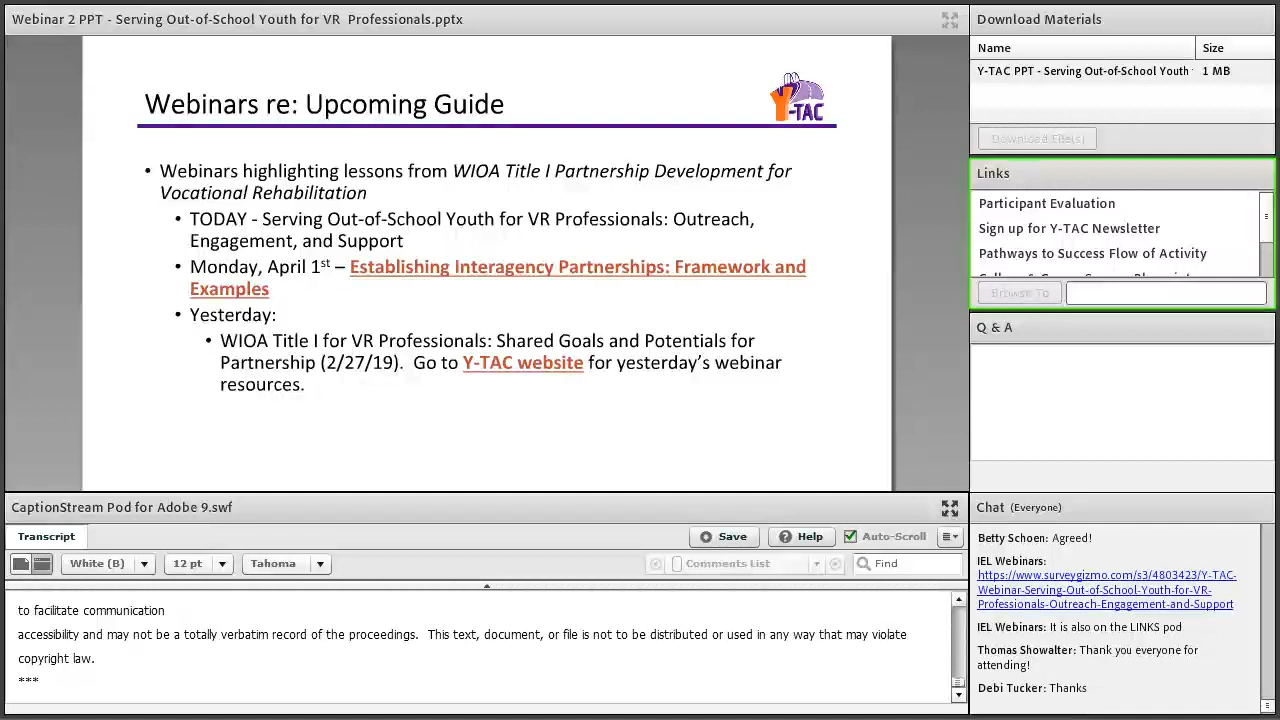 Webinar 2 PPT - Serving Out-of-School Youth for VR Professionals.pptx
Webinars re: Upcoming Guide
Y-TAC
• Webinars highlighting lessons from WIOA Title I Partnership Development for
Vocational Rehabilitation
• TODAY - Serving Out-of-School Youth for VR Professionals: Outreach,
Engagement, and Support
• Monday, April 1st – Establishing Interagency Partnerships: Framework and
Examples
• Yesterday:
• WIOA Title I for VR Professionals: Shared Goals and Potentials for
Partnership (2/27/19). Go to Y-TAC website for yesterday's webinar
resources.
CaptionStream Pod for Adobe 9.swf
Transcript
Save
Help
Auto-Scroll
White (B)
12 pt
Tahoma
Comments List
Find
to facilitate communication
accessibility and may not be a totally verbatim record of the proceedings. This text, document, or file is not to be distributed or used in any way that may violate
copyright law.
***
Download Materials
Name Size
Y-TAC PPT - Serving Out-of-School Youth 1 MB
Download File(s)
Links
Participant Evaluation
Sign up for Y-TAC Newsletter
Pathways to Success Flow of Activity
Browse To
Q & A
Chat (Everyone)
Betty Schoen: Agreed!
IEL Webinars:
https://www.surveygizmo.com/s3/4803423/Y-TAC-
Webinar-Serving-Out-of-School-Youth-for-VR-
Professionals-Outreach-Engagement-and-Support
IEL Webinars: It is also on the LINKS pod
Thomas Showalter: Thank you everyone for
attending!
Debi Tucker: Thanks